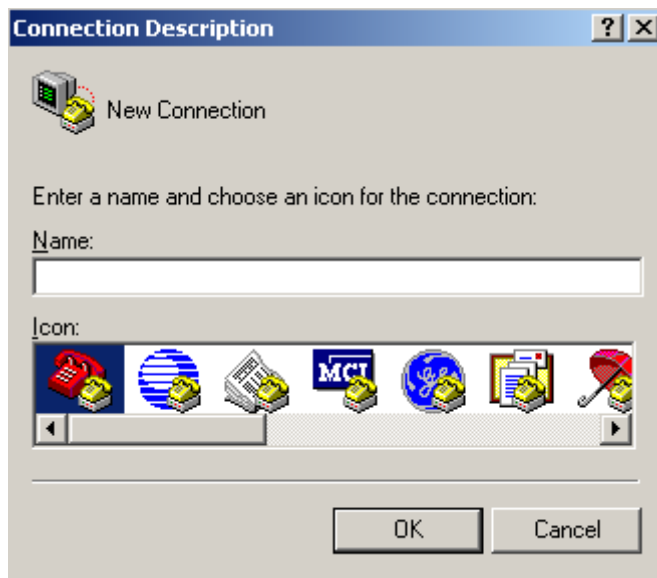 Connection Description
New Connection
Enter a name and choose an icon for the connection:
Name:
Icon:
MCI
OK
Cancel